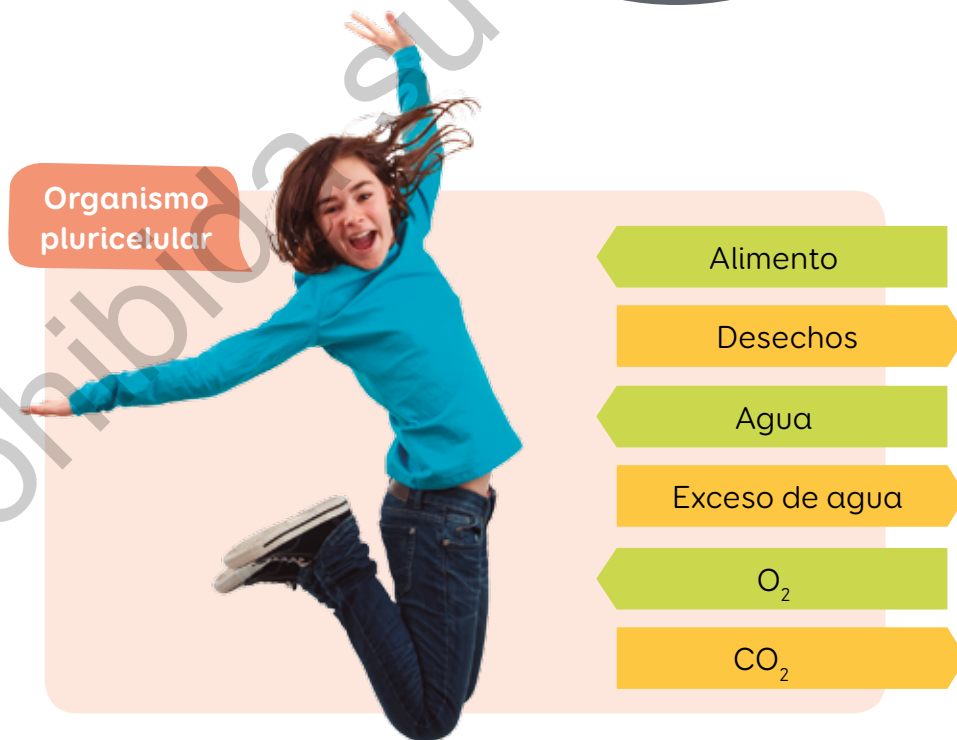 Organismo
pluricelular
Alimento
Desechos
Agua
Exceso de agua
O₂
CO₂